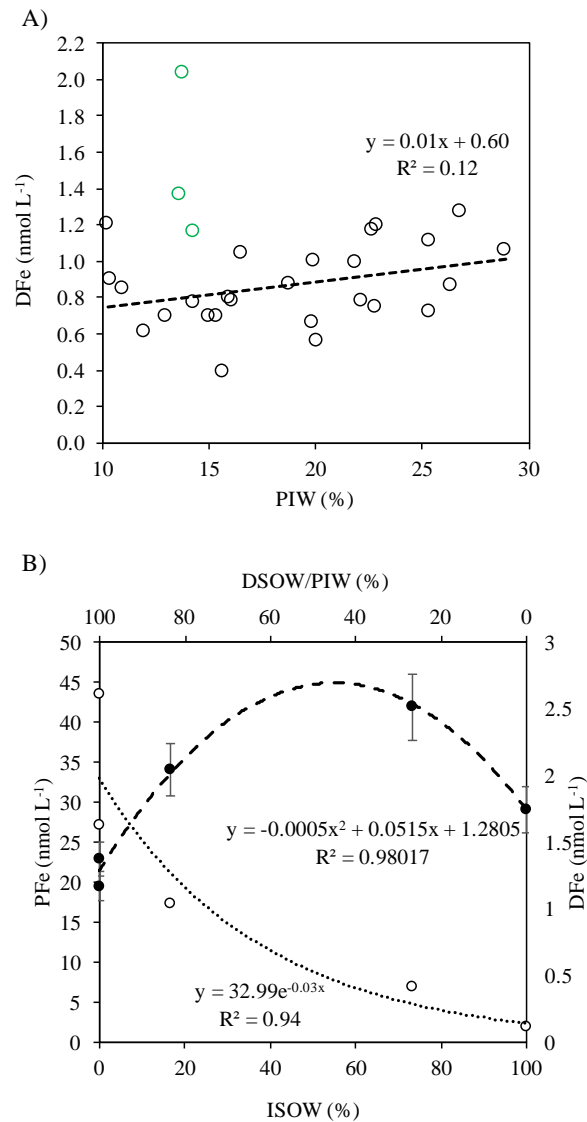 A)
2.2
2.0
1.8
1.6
1.4
1.2
1.0
0.8
0.6
0.4
0.2
0.0
DFe (nmol L⁻¹)
y = 0.01x + 0.60
R² = 0.12
10 15 20 25 30
PIW (%)
B)
DSOW/PIW (%)
100 80 60 40 20 0
50
45
40
35
30
25
20
15
10
5
0
PFe (nmol L⁻¹)
3
2.5
2
1.5
1
0.5
0
DFe (nmol L⁻¹)
y = -0.0005x² + 0.0515x + 1.2805
R² = 0.98017
y = 32.99e⁻⁰·⁰³ˣ
R² = 0.94
0 20 40 60 80 100
ISOW (%)